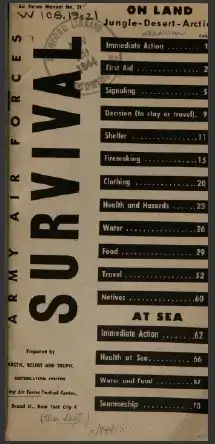 Air Forces Manual No. 21
W 108.19:21
ARMY AIR FORCES
SURVIVAL
Prepared by
ARCTIC, DESERT AND TROPIC
INFORMATION CENTER
Army Air Forces Tactical Center,
Broad St., New York City 4
ON LAND
Jungle-Desert-Arctic
Immediate Action ........ 1
First Aid ........ 2
Signaling ........ 5
Decision (to stay or travel). 9
Shelter ........ 11
Firemaking ........ 15
Clothing ........ 20
Health and Hazards ..... 23
Water ........ 26
Food ........ 29
Travel ........ 52
Natives ........ 60
AT SEA
Immediate Action ........ 62
Health at Sea ........ 66
Water and Food ........ 67
Seamanship ........ 70